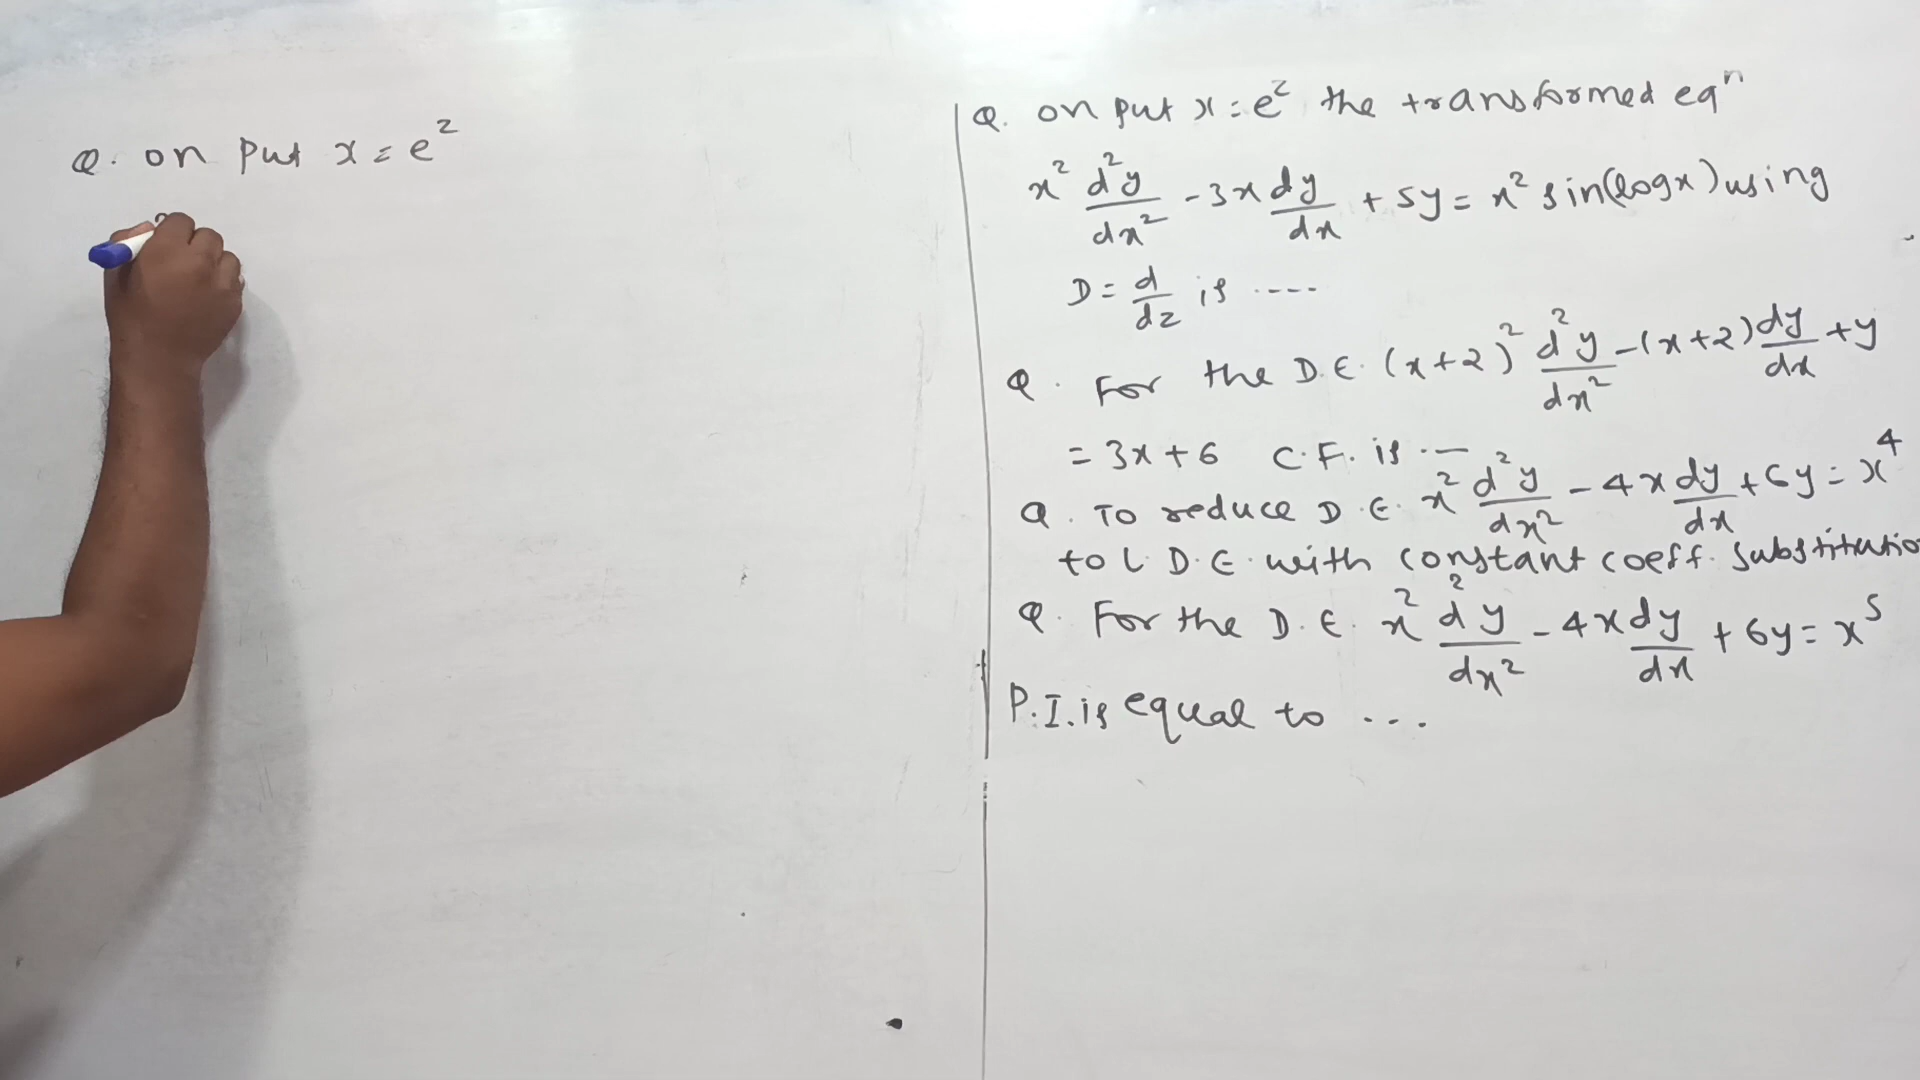 Q. on put x = e^z
Q. on put x = e^z the transformed eqⁿ
x² d²y/dx² - 3x dy/dx + 5y = x² sin(logx) using
D = d/dz is ....
Q. For the D.E. (x+2)² d²y/dx² - (x+2) dy/dx + y
= 3x + 6 C.F. is .—
Q. To reduce D.E. x² d²y/dx² - 4x dy/dx + 6y = x⁴
to L.D.E. with constant coeff. substitutio
Q. For the D.E. x² d²y/dx² - 4x dy/dx + 6y = x⁵
P.I. is equal to ...